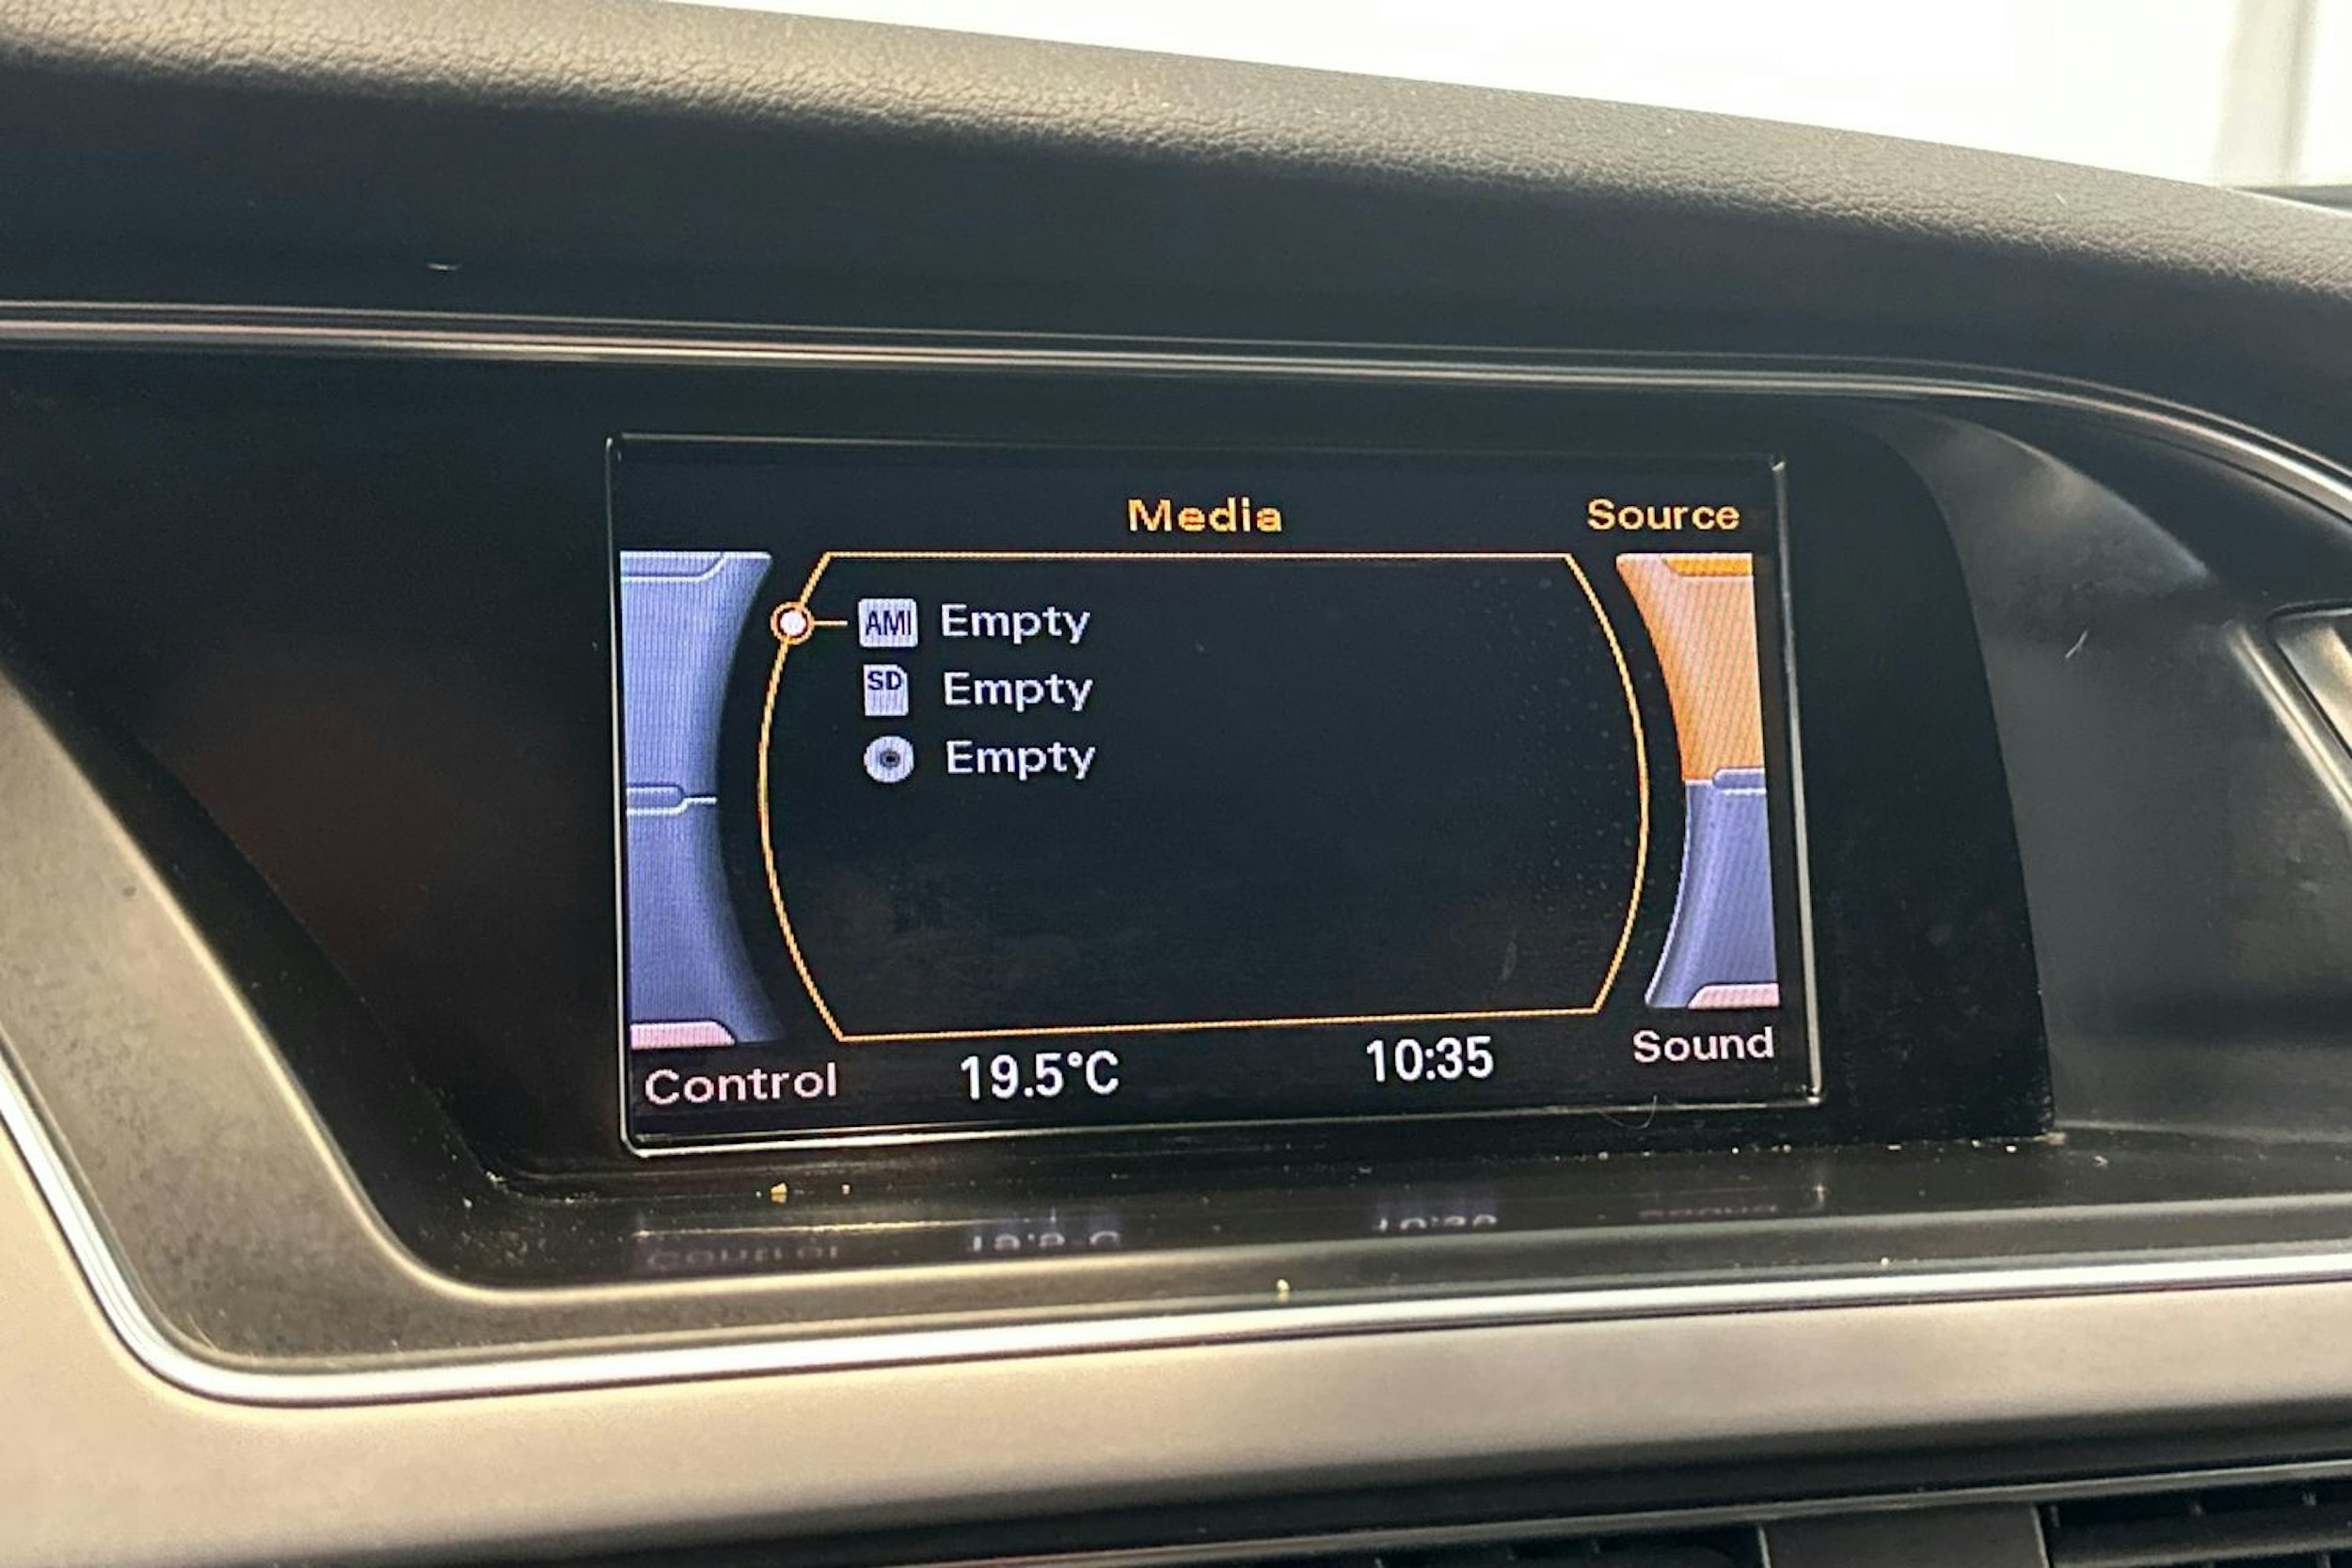 Media Source
AMI Empty
SD Empty
Empty
Control 19.5°C 10:35 Sound